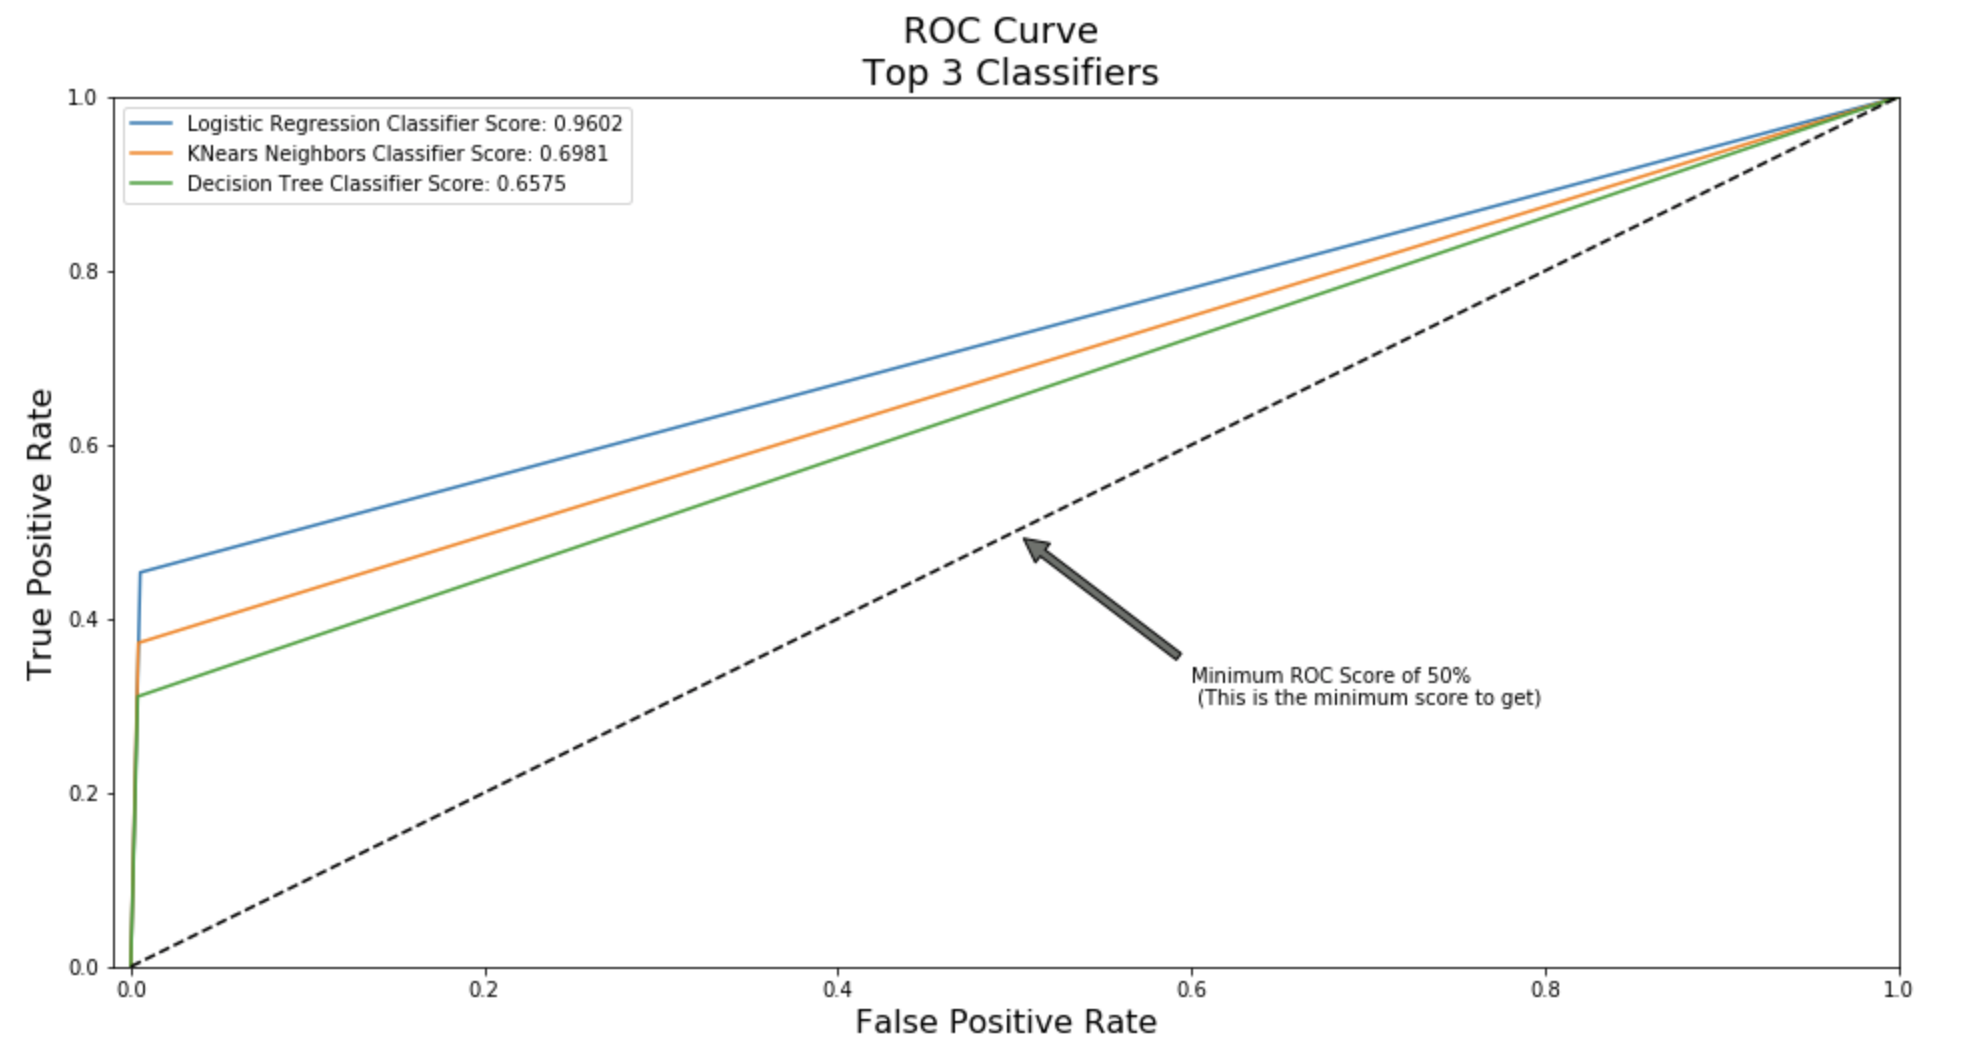 ROC Curve
Top 3 Classifiers
Logistic Regression Classifier Score: 0.9602
KNears Neighbors Classifier Score: 0.6981
Decision Tree Classifier Score: 0.6575
1.0
0.8
0.6
0.4
0.2
0.0
True Positive Rate
Minimum ROC Score of 50%
(This is the minimum score to get)
0.0 0.2 0.4 0.6 0.8 1.0
False Positive Rate